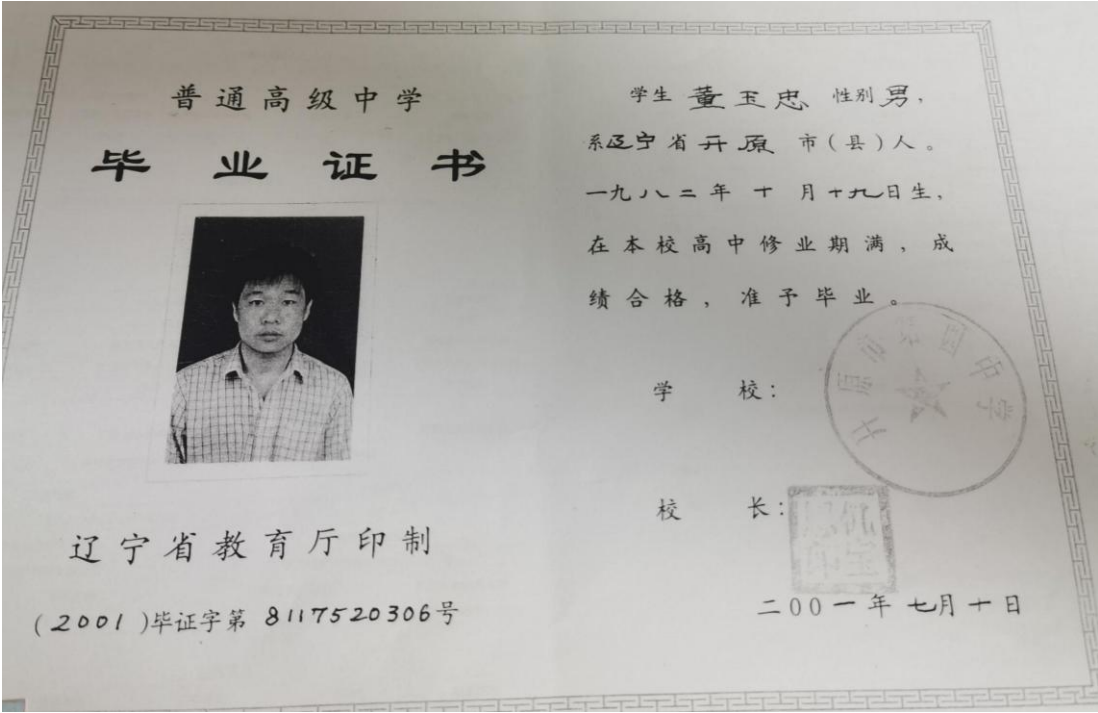 普通高级中学
毕业证书
辽宁省教育厅印制
(2001)毕证字第 8117520306号
学生 董玉忠 性别 男,
系辽宁省开原 市(县)人。
一九八二年 十 月十九日生,
在本校高中修业期满,成
绩合格,准予毕业。
学 校:
校 长:
二00一年 七月十日